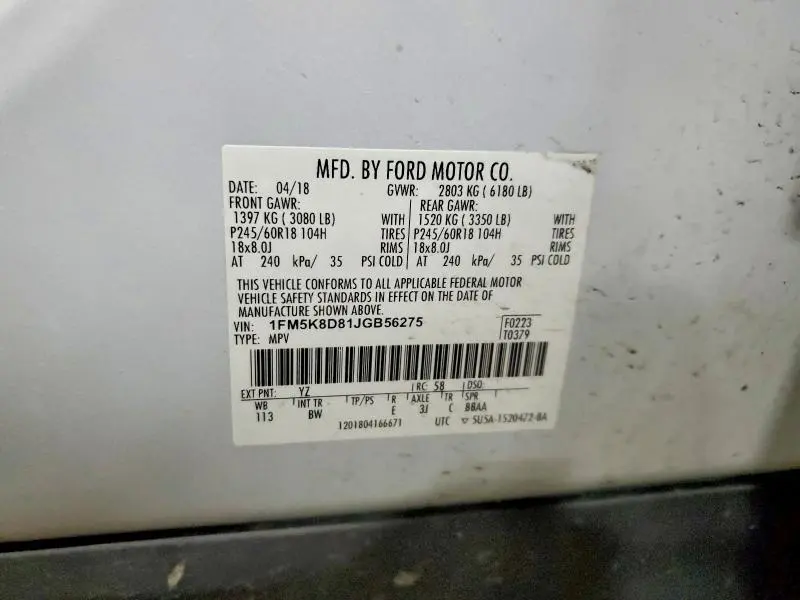 MFD. BY FORD MOTOR CO.
DATE: 04/18 GVWR: 2803 KG ( 6180 LB)
FRONT GAWR: REAR GAWR:
1397 KG ( 3080 LB) WITH 1520 KG ( 3350 LB) WITH
P245/60R18 104H TIRES P245/60R18 104H TIRES
18x8.0J RIMS 18x8.0J RIMS
AT 240 kPa/ 35 PSI COLD AT 240 kPa/ 35 PSI COLD
THIS VEHICLE CONFORMS TO ALL APPLICABLE FEDERAL MOTOR
VEHICLE SAFETY STANDARDS IN EFFECT ON THE DATE OF
MANUFACTURE SHOWN ABOVE.
VIN: 1FM5K8D81JGB56275 F0223
TYPE: MPV T0379
EXT PNT: YZ RC: 58 DSO:
WB INT TR TP/PS R AXLE TR SPR
113 BW E 3J C BBAA
1201804166671 UTC 5U5A-1520472-BA